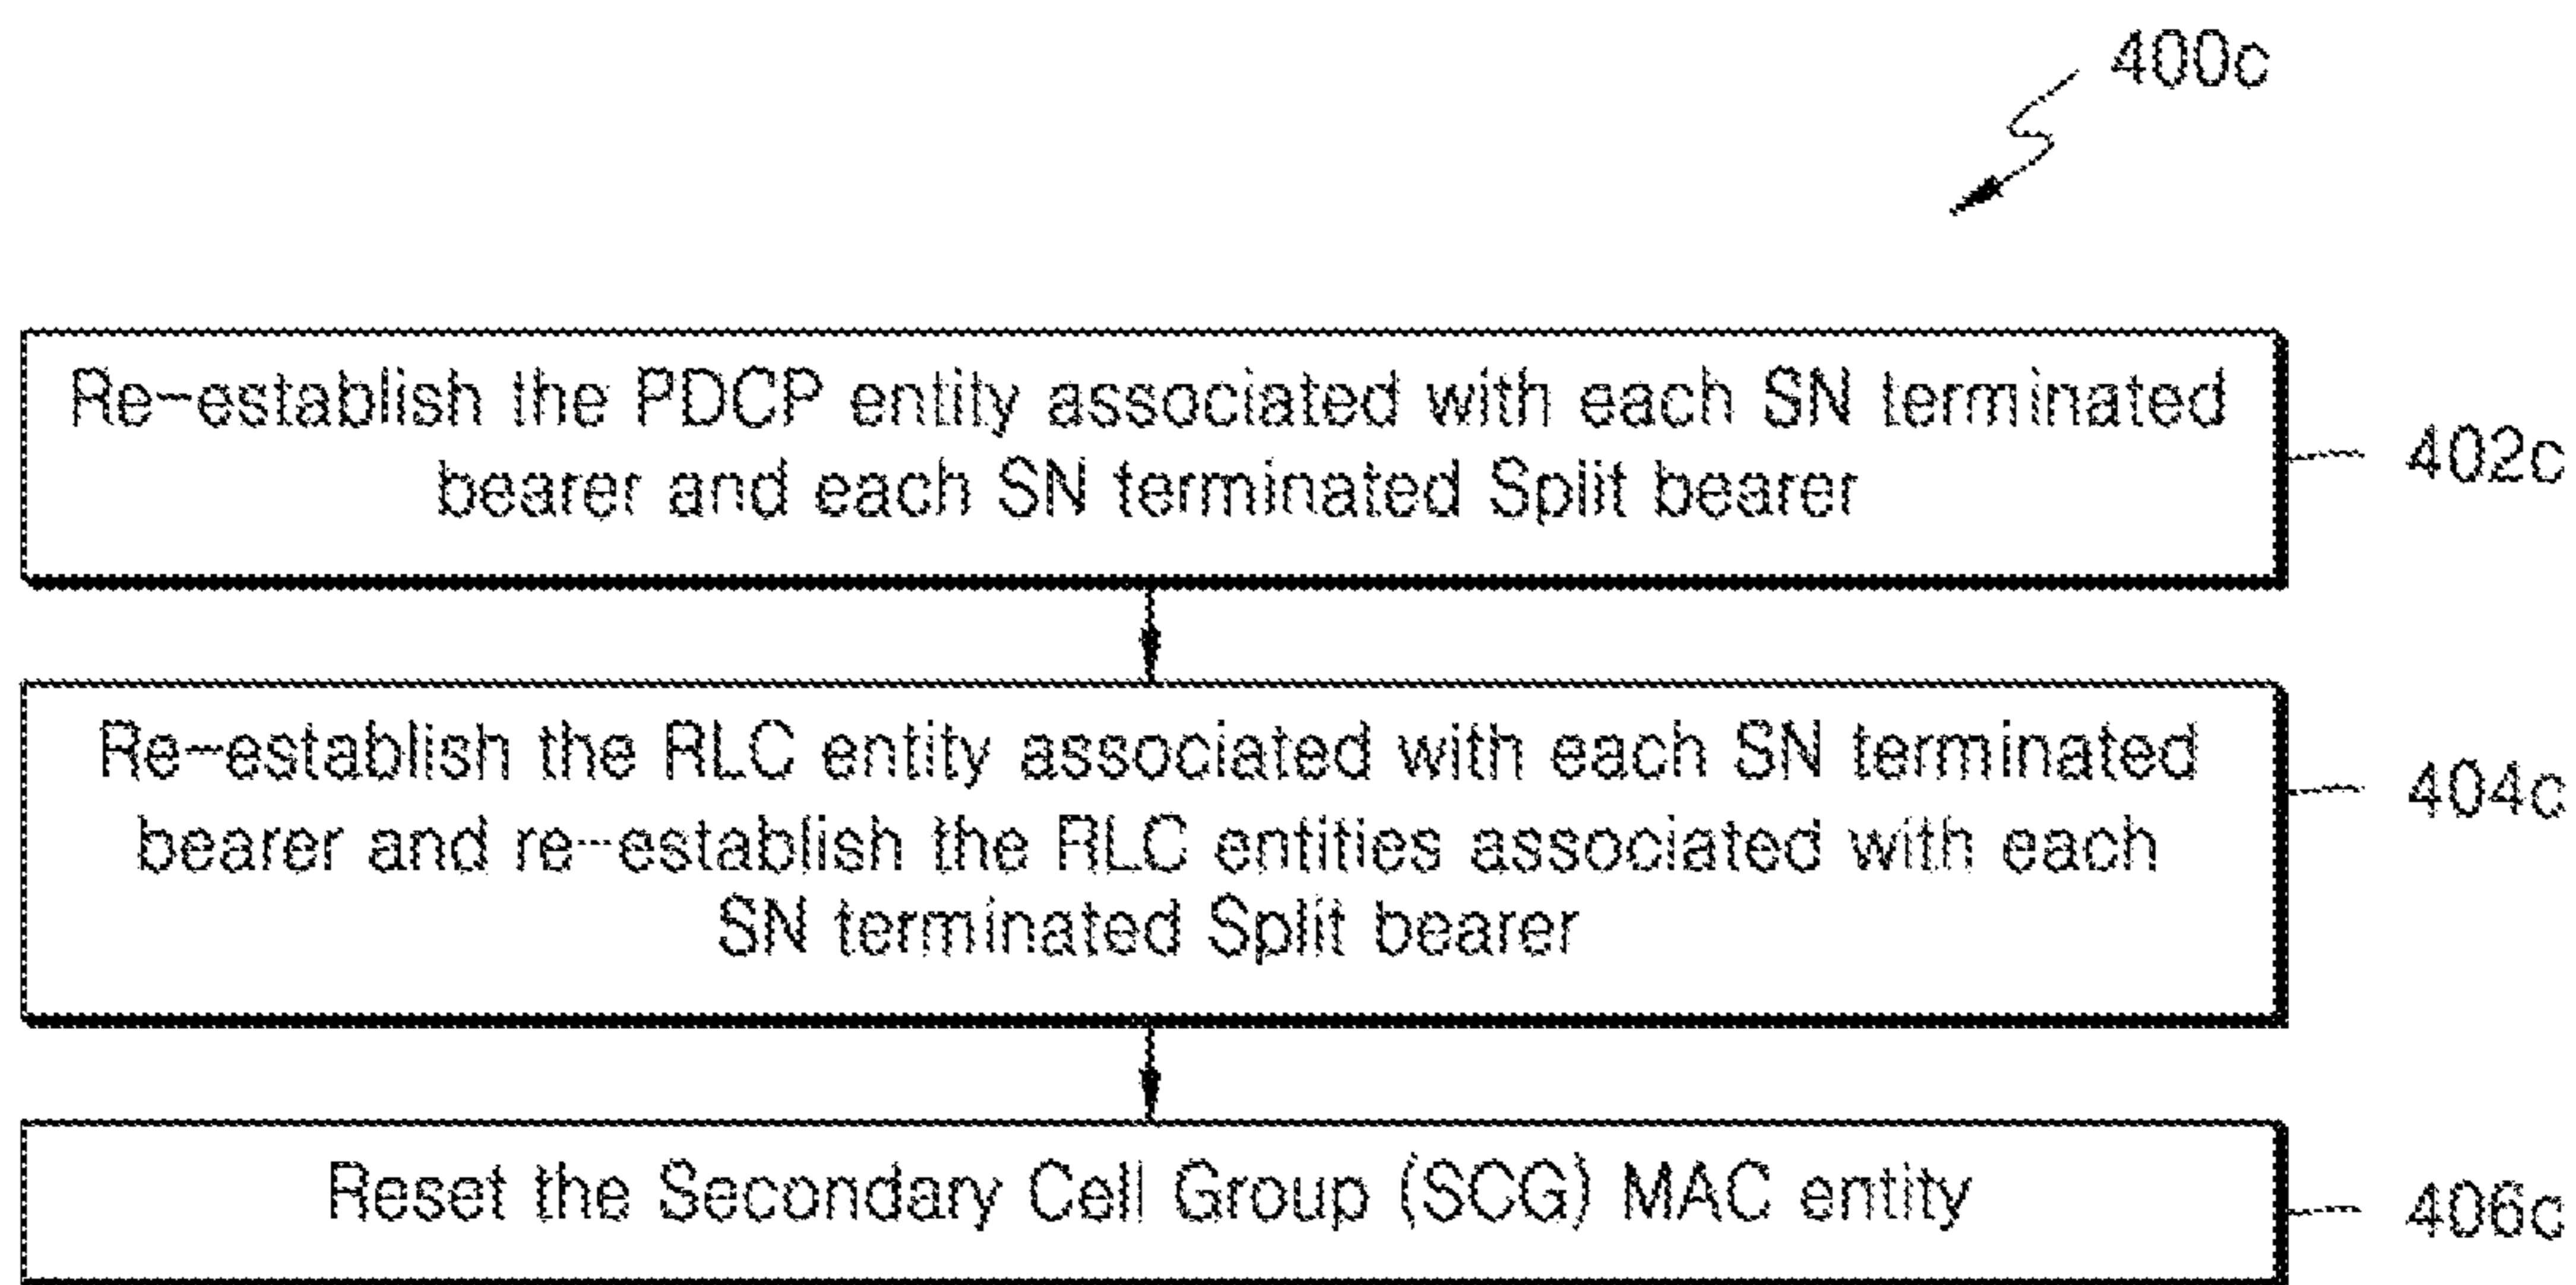 400c
Re-establish the PDCP entity associated with each SN terminated
bearer and each SN terminated Split bearer
402c
Re-establish the RLC entity associated with each SN terminated
bearer and re-establish the RLC entities associated with each
SN terminated Split bearer
404c
Reset the Secondary Cell Group (SCG) MAC entity
406c